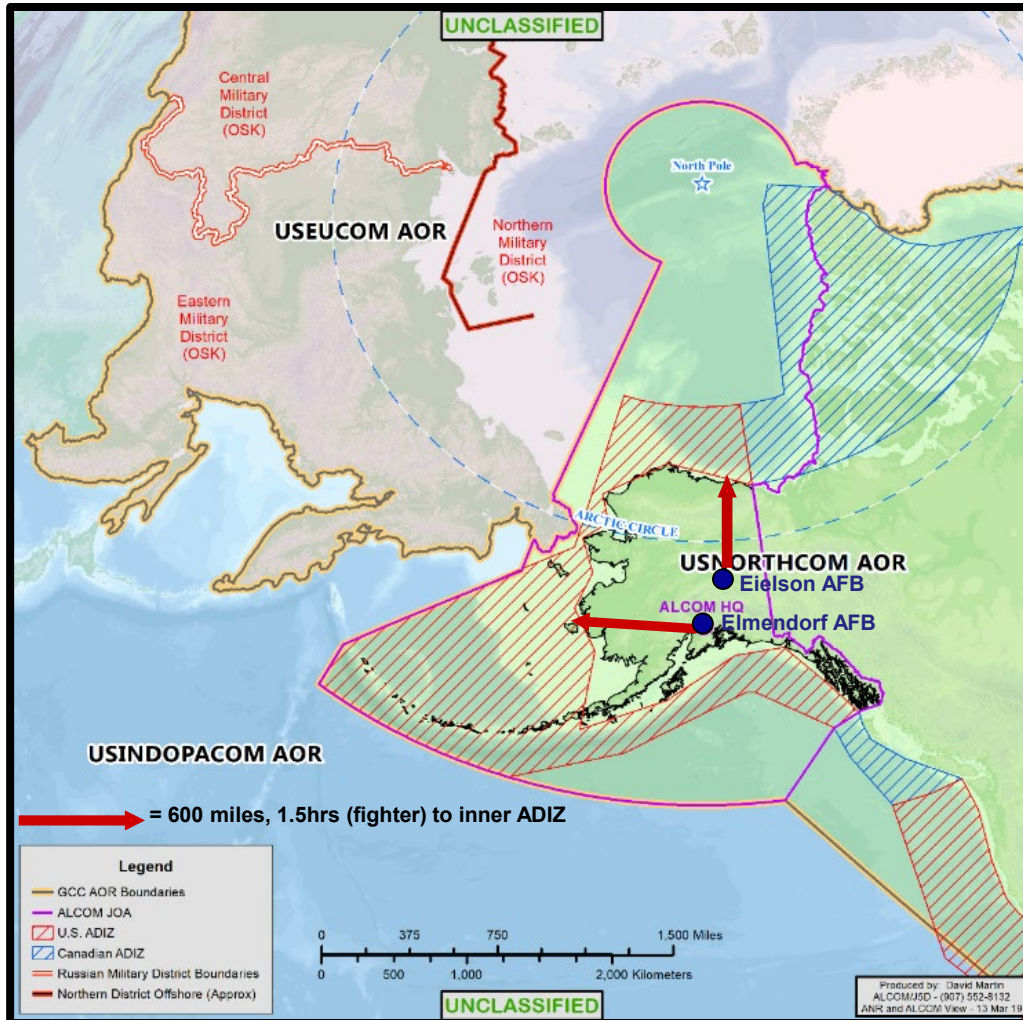 UNCLASSIFIED
Central
Military
District
(OSK)
North Pole
USEUCOM AOR
Northern
Military
District
(OSK)
Eastern
Military
District
(OSK)
ARCTIC CIRCLE
USNORTHCOM AOR
Eielson AFB
ALCOM HQ
Elmendorf AFB
USINDOPACOM AOR
= 600 miles, 1.5hrs (fighter) to inner ADIZ
Legend
GCC AOR Boundaries
ALCOM JOA
U.S. ADIZ
Canadian ADIZ
Russian Military District Boundaries
Northern District Offshore (Approx)
0 375 750 1,500 Miles
0 500 1,000 2,000 Kilometers
UNCLASSIFIED
Produced by: David Martin
ALCOM/J5D - (907) 552-8132
ANR and ALCOM View - 13 Mar 19